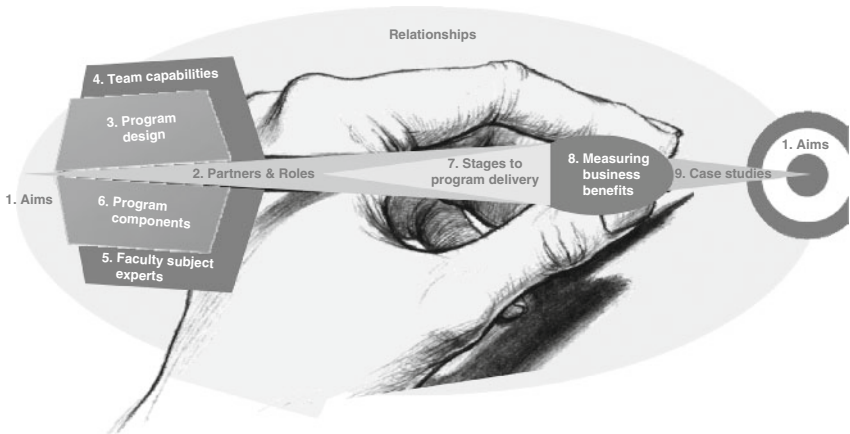 Relationships
4. Team capabilities
3. Program
design
1. Aims
2. Partners & Roles
7. Stages to
program delivery
8. Measuring
business
benefits
9. Case studies
1. Aims
6. Program
components
5. Faculty subject
experts